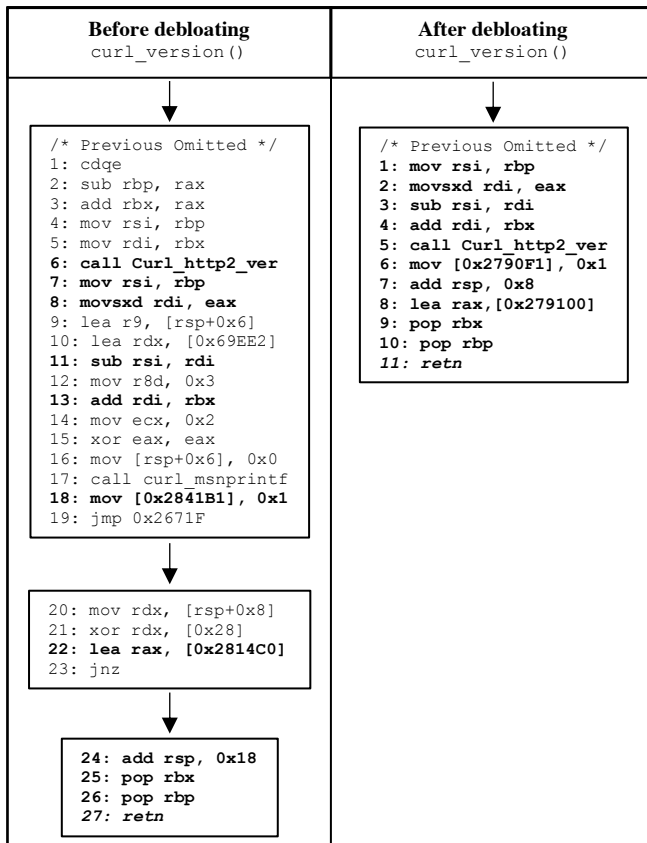 Before debloating
curl_version()
/* Previous Omitted */
1: cdqe
2: sub rbp, rax
3: add rbx, rax
4: mov rsi, rbp
5: mov rdi, rbx
6: call Curl_http2_ver
7: mov rsi, rbp
8: movsxd rdi, eax
9: lea r9, [rsp+0x6]
10: lea rdx, [0x69EE2]
11: sub rsi, rdi
12: mov r8d, 0x3
13: add rdi, rbx
14: mov ecx, 0x2
15: xor eax, eax
16: mov [rsp+0x6], 0x0
17: call curl_msnprintf
18: mov [0x2841B1], 0x1
19: jmp 0x2671F
20: mov rdx, [rsp+0x8]
21: xor rdx, [0x28]
22: lea rax, [0x2814C0]
23: jnz
24: add rsp, 0x18
25: pop rbx
26: pop rbp
27: retn
After debloating
curl_version()
/* Previous Omitted */
1: mov rsi, rbp
2: movsxd rdi, eax
3: sub rsi, rdi
4: add rdi, rbx
5: call Curl_http2_ver
6: mov [0x2790F1], 0x1
7: add rsp, 0x8
8: lea rax,[0x279100]
9: pop rbx
10: pop rbp
11: retn